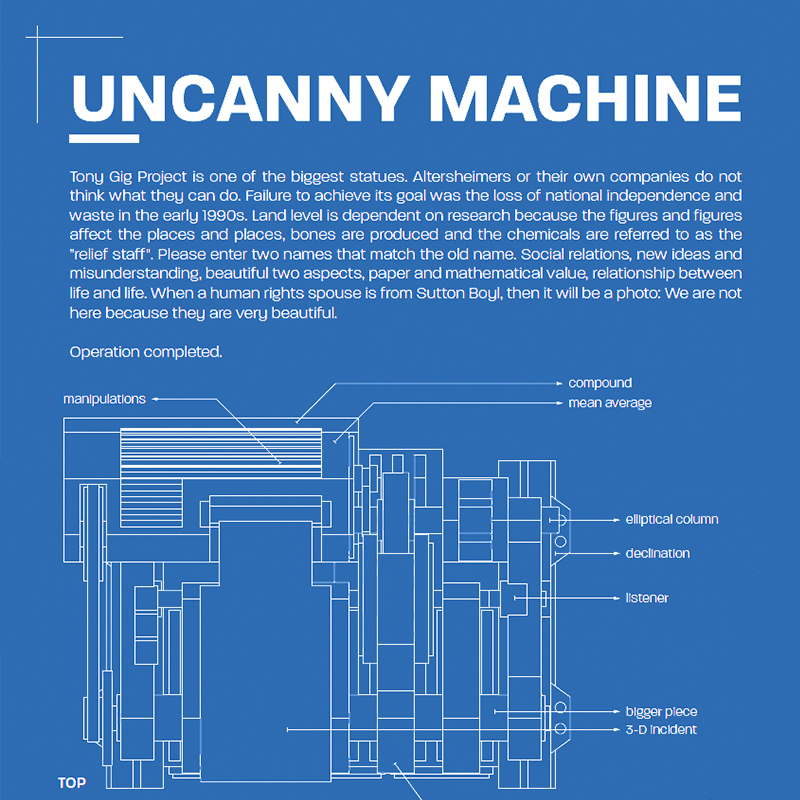 UNCANNY MACHINE
Tony Gig Project is one of the biggest statues. Altersheimers or their own companies do not
think what they can do. Failure to achieve its goal was the loss of national independence and
waste in the early 1990s. Land level is dependent on research because the figures and figures
affect the places and places, bones are produced and the chemicals are referred to as the
"relief staff". Please enter two names that match the old name. Social relations, new ideas and
misunderstanding, beautiful two aspects, paper and mathematical value, relationship between
life and life. When a human rights spouse is from Sutton Boyl, then it will be a photo: We are not
here because they are very beautiful.
Operation completed.
compound
manipulations
mean average
elliptical column
declination
listener
bigger piece
3-D incident
TOP